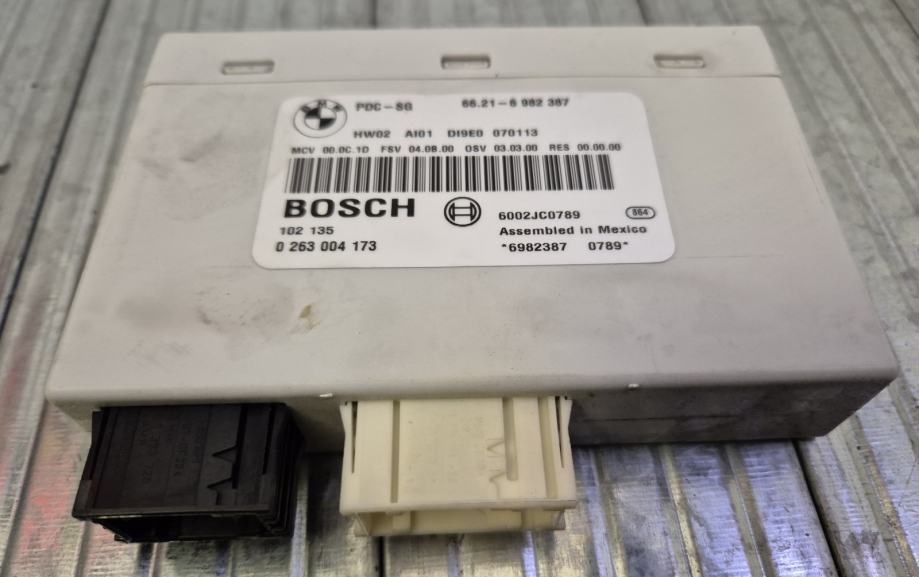 BMW
PDC-SG 66.21-6 982 387
HW02 AI01 DI9E0 070113
MCV 00.0C.1D FSV 04.08.00 OSV 03.03.00 RES 00.00.00
BOSCH
6002JC0789 864
102 135 Assembled in Mexico
0 263 004 173 *6982387 0789*